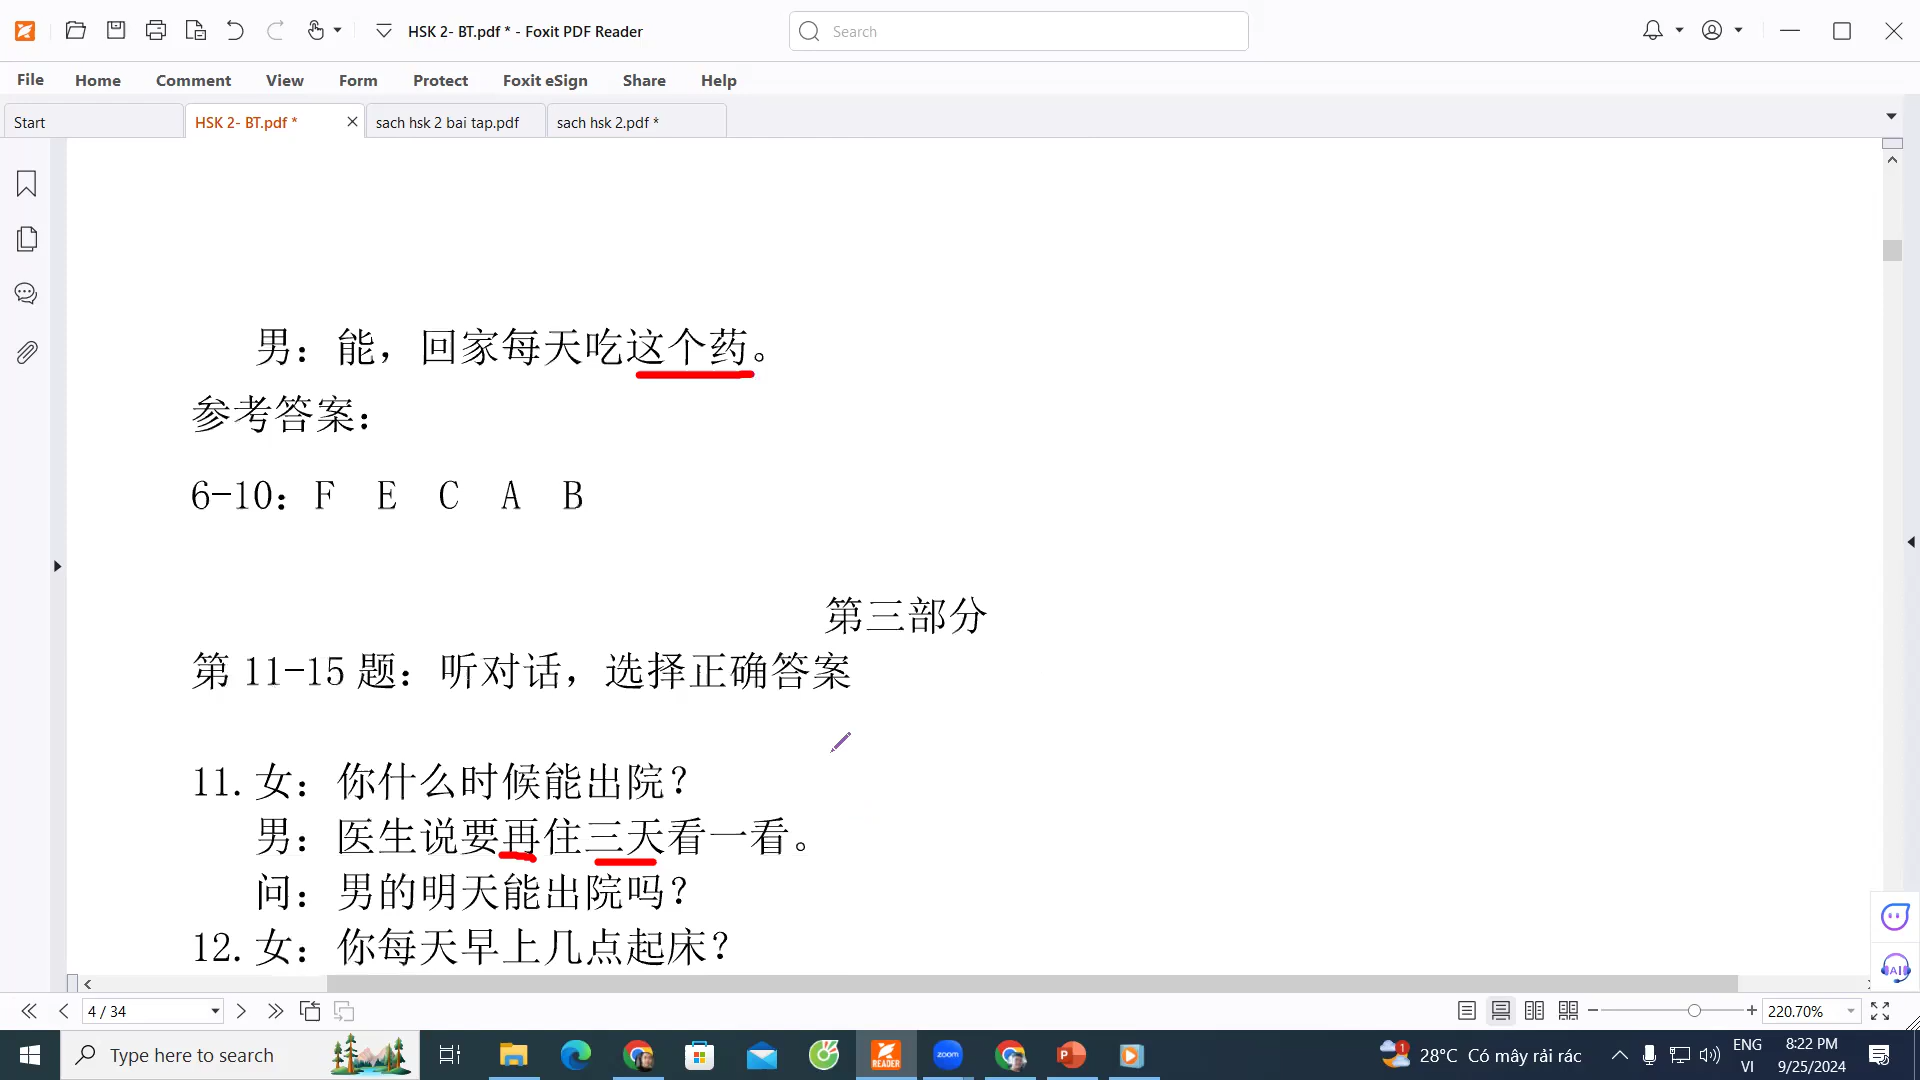 HSK 2- BT.pdf * - Foxit PDF Reader
Search
File Home Comment View Form Protect Foxit eSign Share Help
Start
HSK 2- BT.pdf *
sach hsk 2 bai tap.pdf
sach hsk 2.pdf *
男：能，回家每天吃这个药。
参考答案：
6-10：F E C A B
第三部分
第 11-15 题：听对话，选择正确答案
11.女：你什么时候能出院？
男：医生说要再住三天看一看。
问：男的明天能出院吗？
12.女：你每天早上几点起床？
AI
4 / 34
220.70%
Type here to search
READER
zoom
1
28°C Có mây rải rác
ENG
VI
8:22 PM
9/25/2024